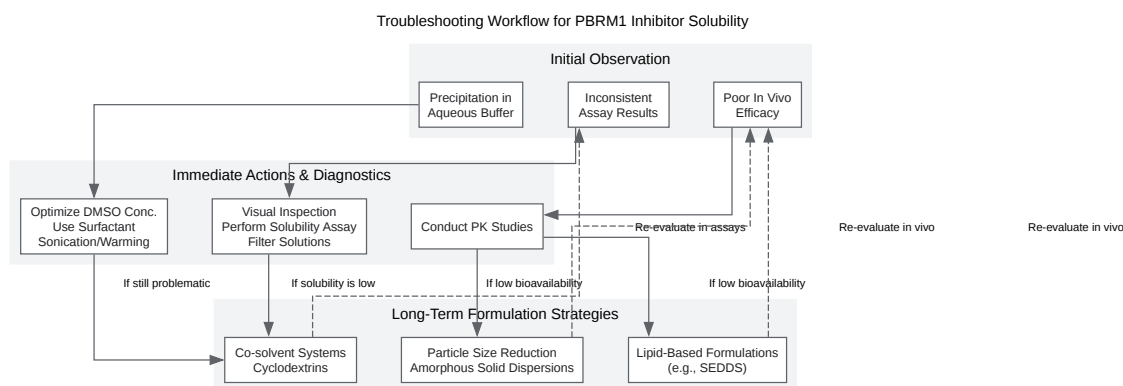 Troubleshooting Workflow for PBRM1 Inhibitor Solubility
Initial Observation
Precipitation in
Aqueous Buffer
Inconsistent
Assay Results
Poor In Vivo
Efficacy
Immediate Actions & Diagnostics
Optimize DMSO Conc.
Use Surfactant
Sonication/Warming
Visual Inspection
Perform Solubility Assay
Filter Solutions
Conduct PK Studies
Re-evaluate in assays
Re-evaluate in vivo
Re-evaluate in vivo
If still problematic
If solubility is low
If low bioavailability
If low bioavailability
Long-Term Formulation Strategies
Co-solvent Systems
Cyclodextrins
Particle Size Reduction
Amorphous Solid Dispersions
Lipid-Based Formulations
(e.g., SEDDS)